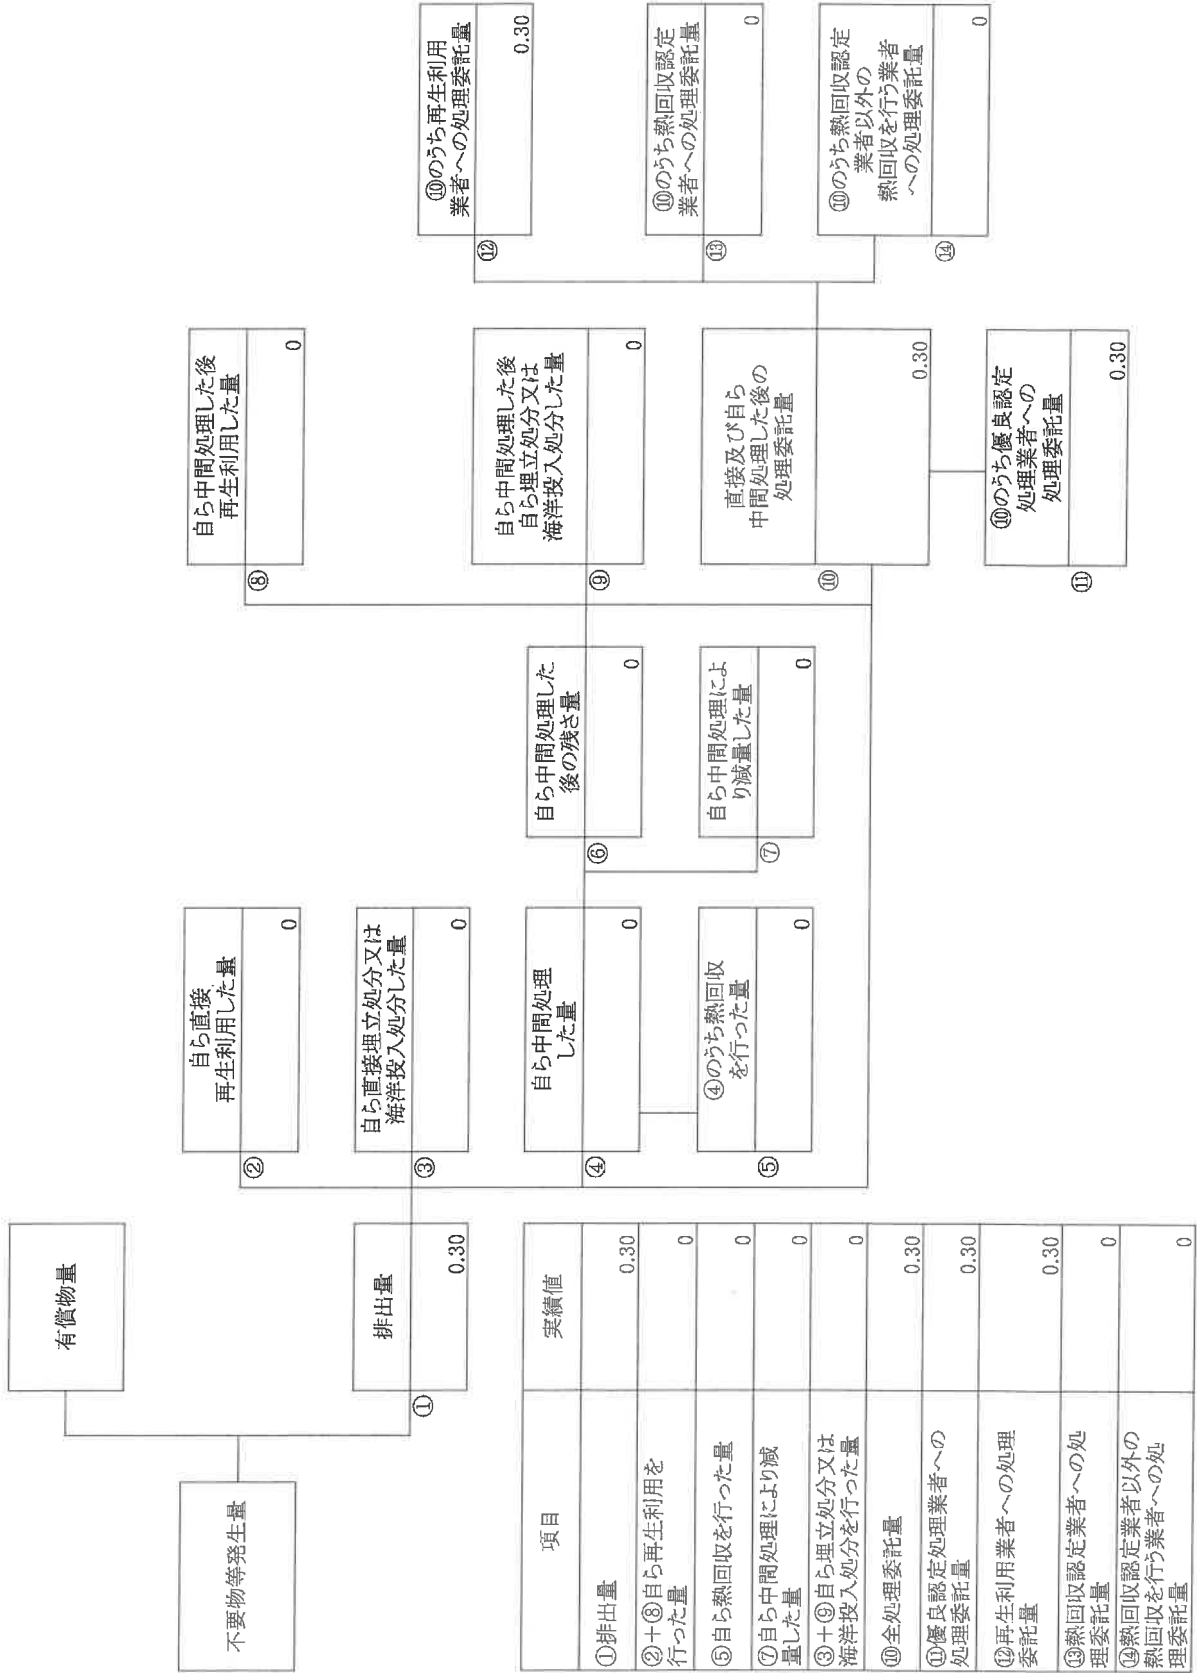 不要物等発生量
有償物量
排出量
①
0.30
自ら直接
再生利用した量
②
0
自ら直接埋立処分又は
海洋投入処分した量
③
0
自ら中間処理
した量
④
0
④のうち熱回収
を行った量
⑤
0
自ら中間処理した
後の残さ量
⑥
0
自ら中間処理によ
り減量した量
⑦
0
自ら中間処理した後
再生利用した量
⑧
0
自ら中間処理した後
自ら埋立処分又は
海洋投入処分した量
⑨
0
直接及び自ら
中間処理した後の
処理委託量
⑩
0.30
⑩のうち優良認定
処理業者への
処理委託量
⑪
0.30
⑩のうち再生利用
業者への処理委託量
⑫
0.30
⑩のうち熱回収認定
業者への処理委託量
⑬
0
⑩のうち熱回収認定
業者以外の
熱回収を行う業者
への処理委託量
⑭
0
項目 実績値
①排出量 0.30
②+⑧自ら再生利用を 0
行った量
⑤自ら熱回収を行った量 0
⑦自ら中間処理により減 0
量した量
③+⑨自ら埋立処分又は 0
海洋投入処分を行った量
⑩全処理委託量 0.30
⑪優良認定処理業者への 0.30
処理委託量
⑫再生利用業者への処理 0.30
委託量
⑬熱回収認定業者への処 0
理委託量
⑭熱回収認定業者以外の 0
熱回収を行う業者への処
理委託量